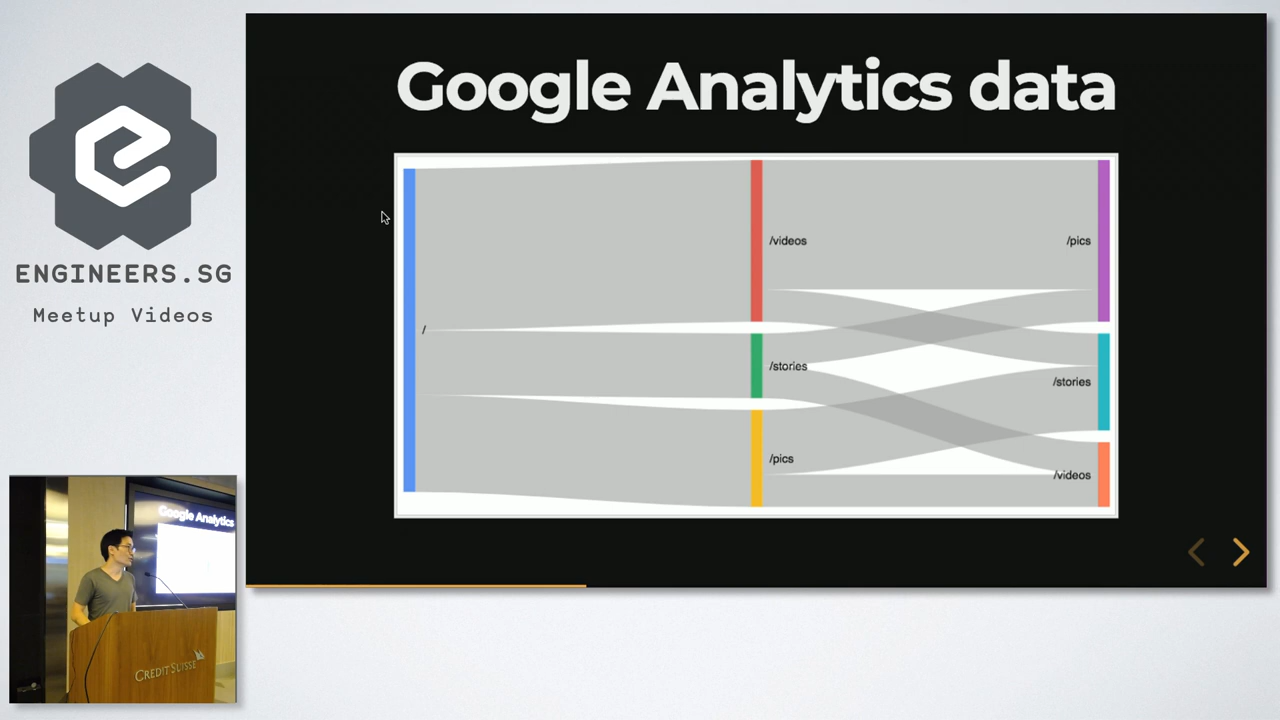 Google Analytics data
ENGINEERS.SG
Meetup Videos
/
/videos
/stories
/pics
/pics
/stories
/videos
Google Analytics
CREDIT SUISSE